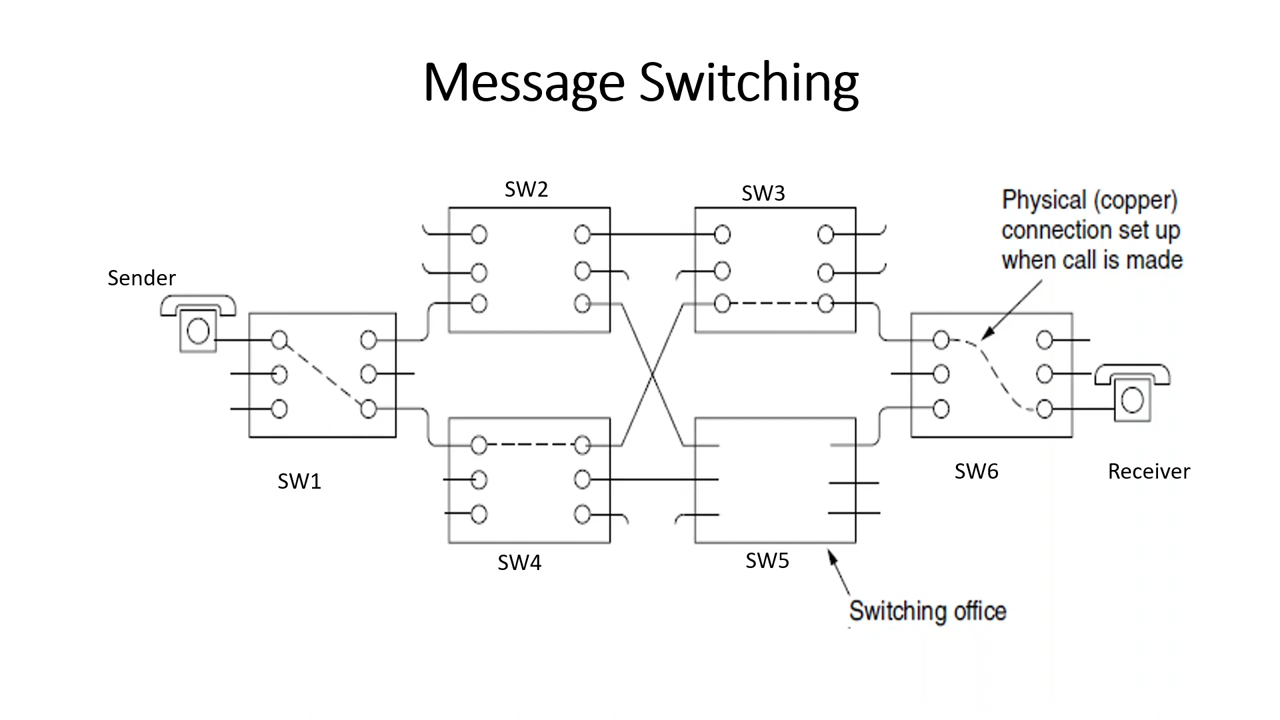 Message Switching
SW2
SW3
Physical (copper)
connection set up
when call is made
Sender
SW1
SW6
Receiver
SW4
SW5
Switching office